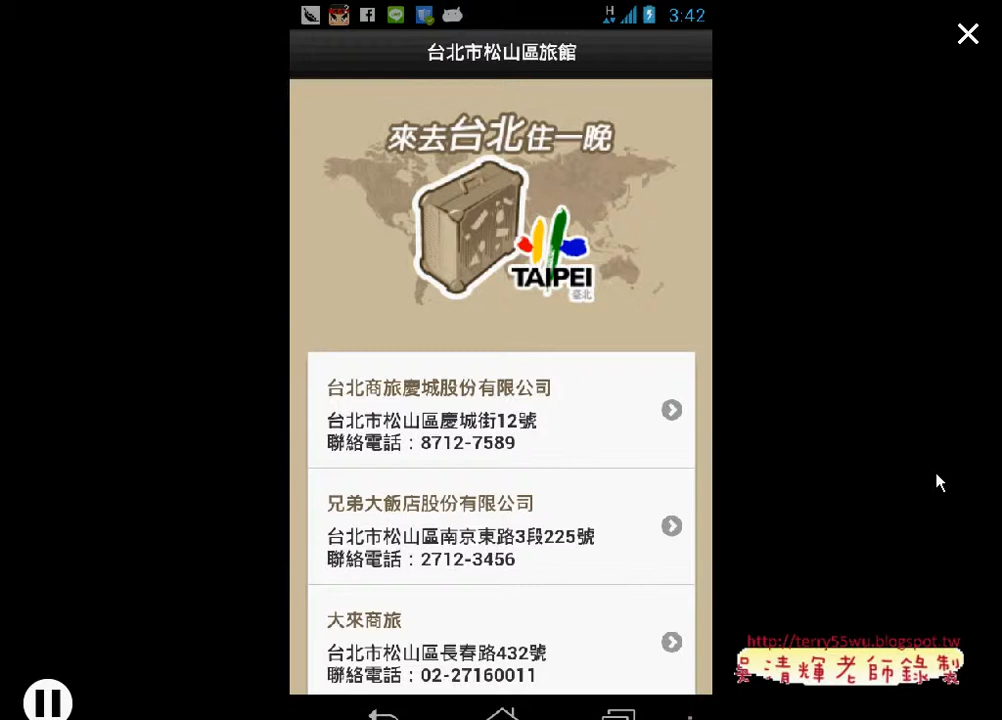 H
3:42
台北市松山區旅館
來去台北住一晚
TAIPEI
臺北
台北商旅慶城股份有限公司
台北市松山區慶城街12號
聯絡電話：8712-7589
兄弟大飯店股份有限公司
台北市松山區南京東路3段225號
聯絡電話：2712-3456
大來商旅
台北市松山區長春路432號
聯絡電話：02-27160011
http://terry55wu.blogspot.tw
吳清輝老師錄製